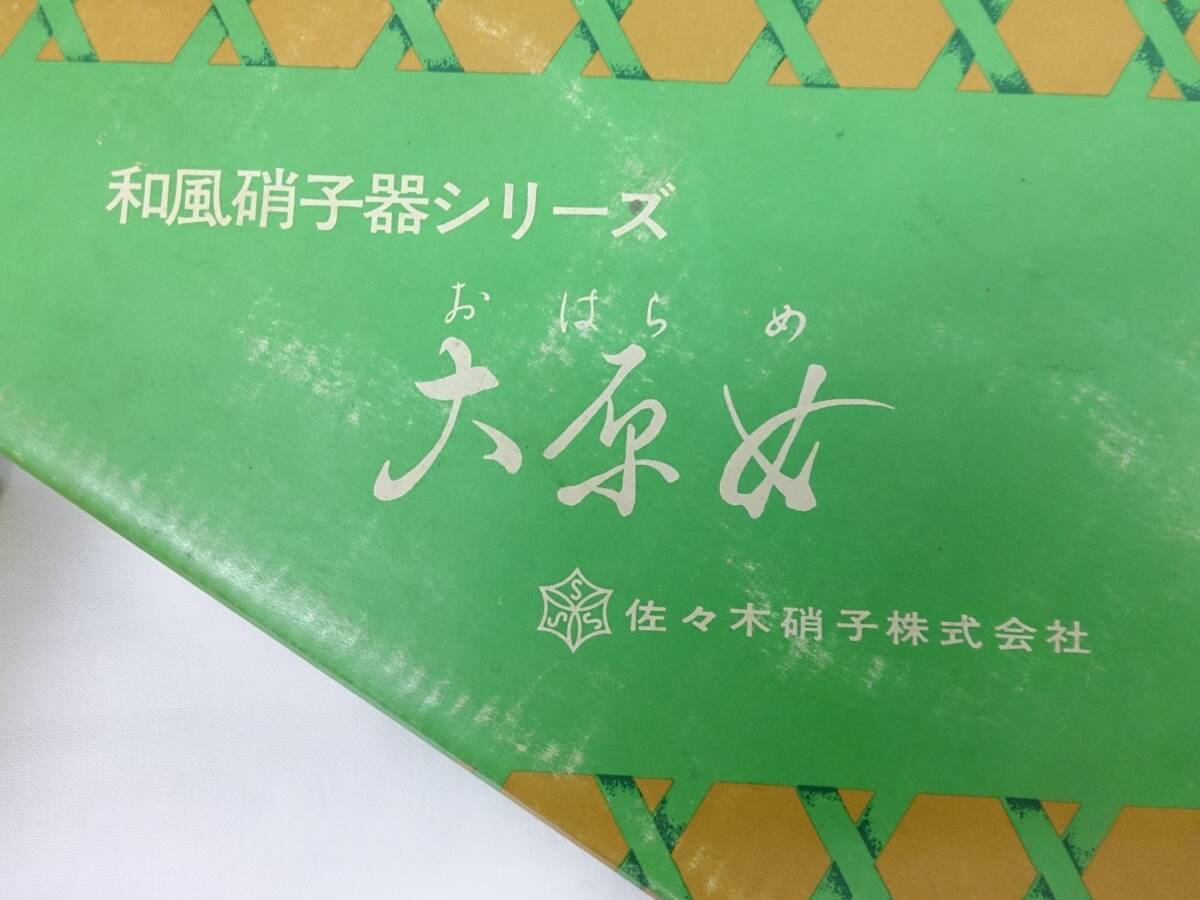 和風硝子器シリーズ
おはらめ
大原女
SSS 佐々木硝子株式会社